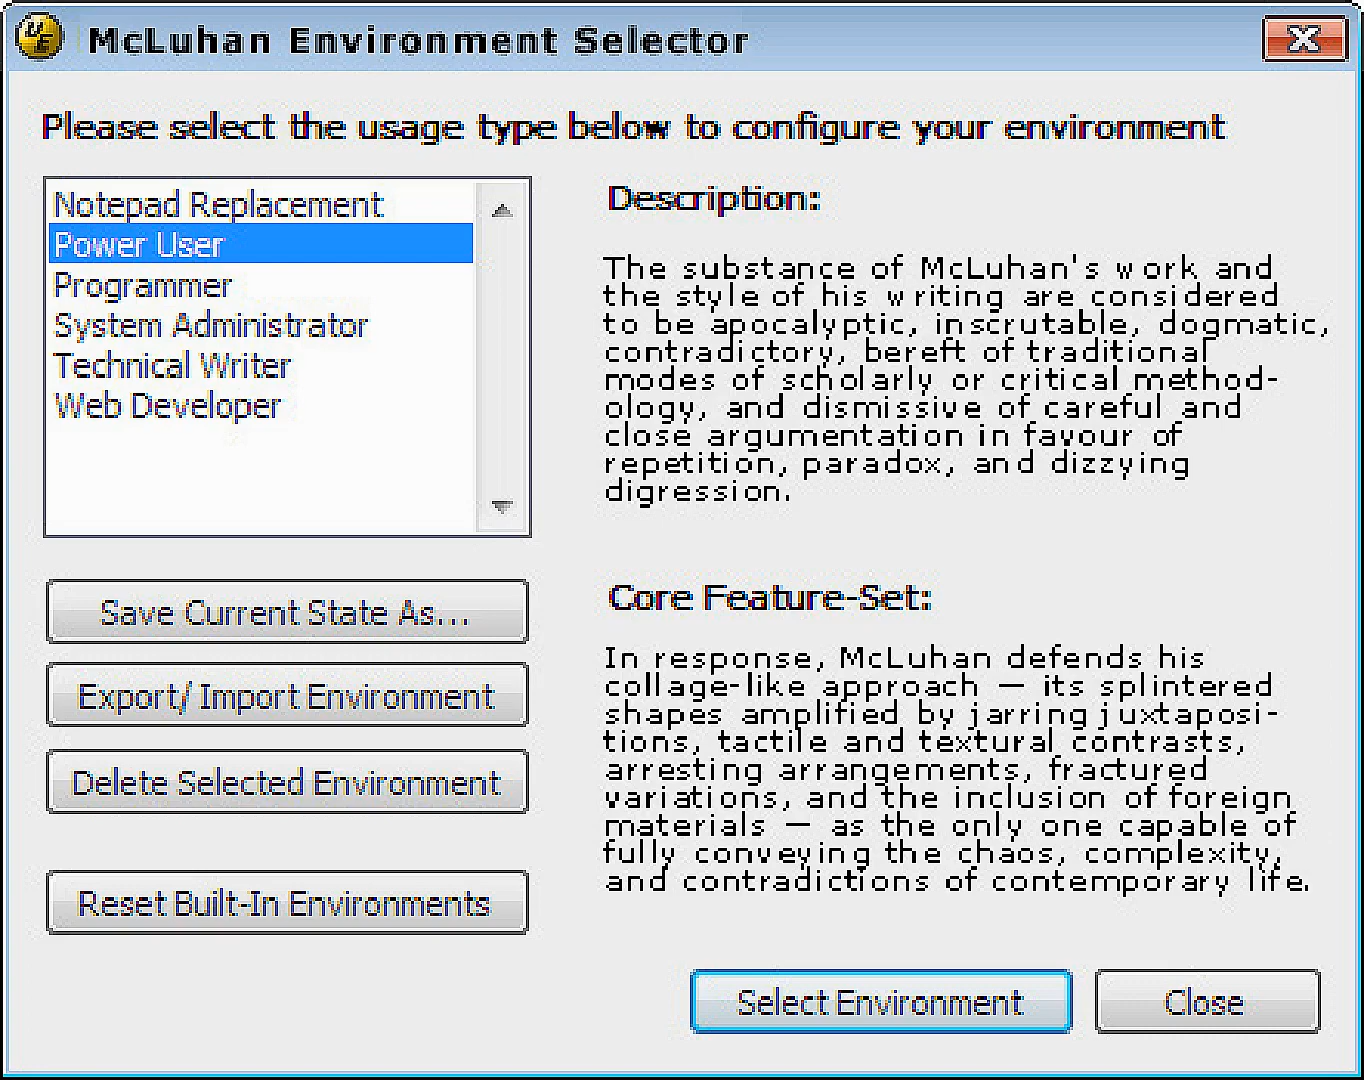 UE
McLuhan Environment Selector
Please select the usage type below to configure your environment
Notepad Replacement
Power User
Programmer
System Administrator
Technical Writer
Web Developer
Save Current State As...
Export/ Import Environment
Delete Selected Environment
Reset Built-In Environments
Description:
The substance of McLuhan's work and
the style of his writing are considered
to be apocalyptic, inscrutable, dogmatic,
contradictory, bereft of traditional
modes of scholarly or critical method-
ology, and dismissive of careful and
close argumentation in favour of
repetition, paradox, and dizzying
digression.
Core Feature-Set:
In response, McLuhan defends his
collage-like approach — its splintered
shapes amplified by jarring juxtaposi-
tions, tactile and textural contrasts,
arresting arrangements, fractured
variations, and the inclusion of foreign
materials — as the only one capable of
fully conveying the chaos, complexity,
and contradictions of contemporary life.
Select Environment
Close